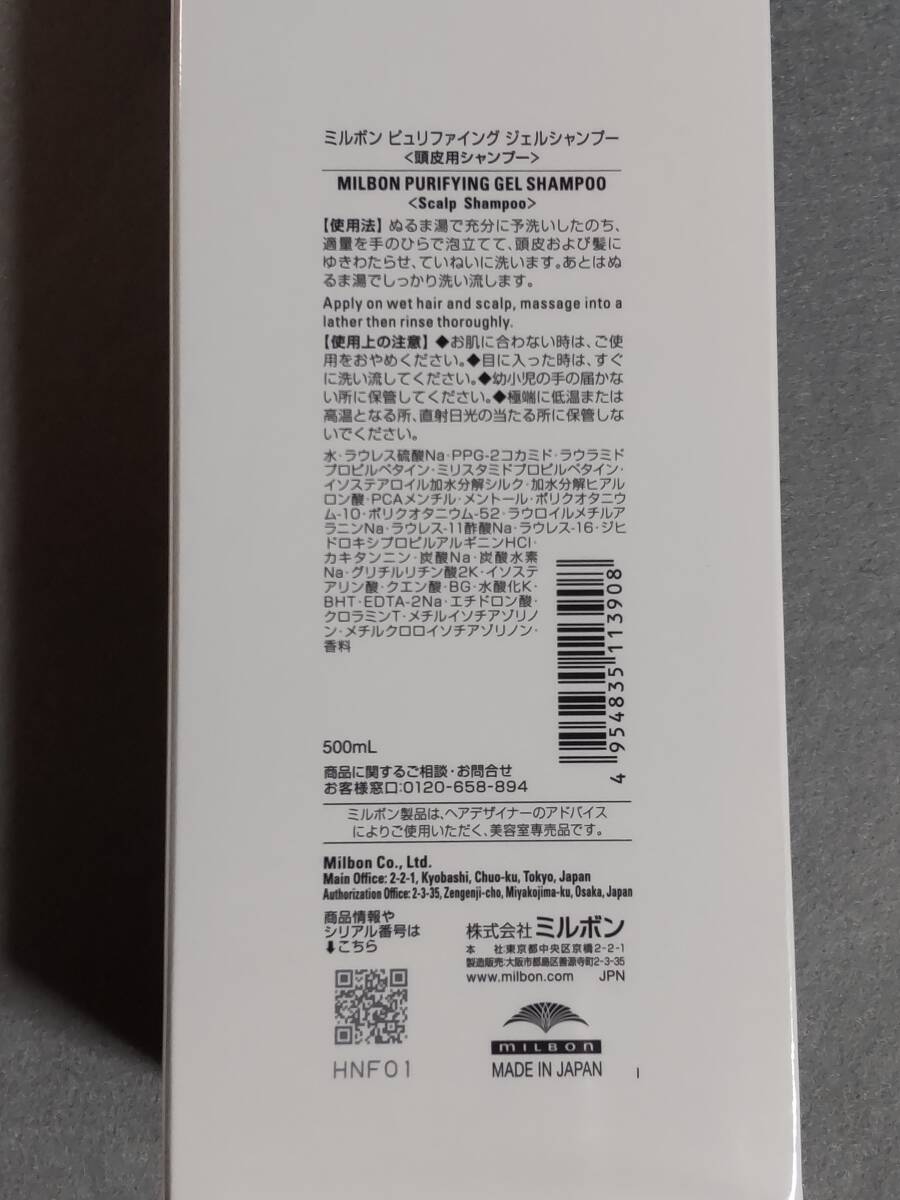 ミルボン ピュリファイング ジェルシャンプー
<頭皮用シャンプー>
MILBON PURIFYING GEL SHAMPOO
<Scalp Shampoo>
【使用法】ぬるま湯で充分に予洗いしたのち、
適量を手のひらで泡立てて、頭皮および髪に
ゆきわたらせ、ていねいに洗います。あとはぬ
るま湯でしっかり洗い流します。
Apply on wet hair and scalp, massage into a
lather then rinse thoroughly.
【使用上の注意】◆お肌に合わない時は、ご使
用をおやめください。◆目に入った時は、すぐ
に洗い流してください。◆幼小児の手の届かな
い所に保管してください。◆極端に低温または
高温となる所、直射日光の当たる所に保管しな
いでください。
水・ラウレス硫酸Na・PPG-2コカミド・ラウラミド
プロピルベタイン・ミリスタミドプロピルベタイン・
イソステアロイル加水分解シルク・加水分解ヒアル
ロン酸・PCAメンチル・メントール・ポリクオタニウ
ム-10・ポリクオタニウム-52・ラウロイルメチルア
ラニンNa・ラウレス-11酢酸Na・ラウレス-16・ジヒ
ドロキシプロピルアルギニンHCl・
カキタンニン・炭酸Na・炭酸水素
Na・グリチルリチン酸2K・イソステ
アリン酸・クエン酸・BG・水酸化K・
BHT・EDTA-2Na・エチドロン酸・
クロラミンT・メチルイソチアゾリノ
ン・メチルクロロイソチアゾリノン・
香料
4 954835 113908
500mL
商品に関するご相談・お問合せ
お客様窓口:0120-658-894
ミルボン製品は、ヘアデザイナーのアドバイス
によりご使用いただく、美容室専売品です。
Milbon Co., Ltd.
Main Office: 2-2-1, Kyobashi, Chuo-ku, Tokyo, Japan
Authorization Office: 2-3-35, Zengenji-cho, Miyakojima-ku, Osaka, Japan
商品情報や
シリアル番号は
⬇こちら
HNF01
株式会社 ミルボン
本 社:東京都中央区京橋2-2-1
製造販売:大阪市都島区善源寺町2-3-35
www.milbon.com JPN
MILBON
MADE IN JAPAN